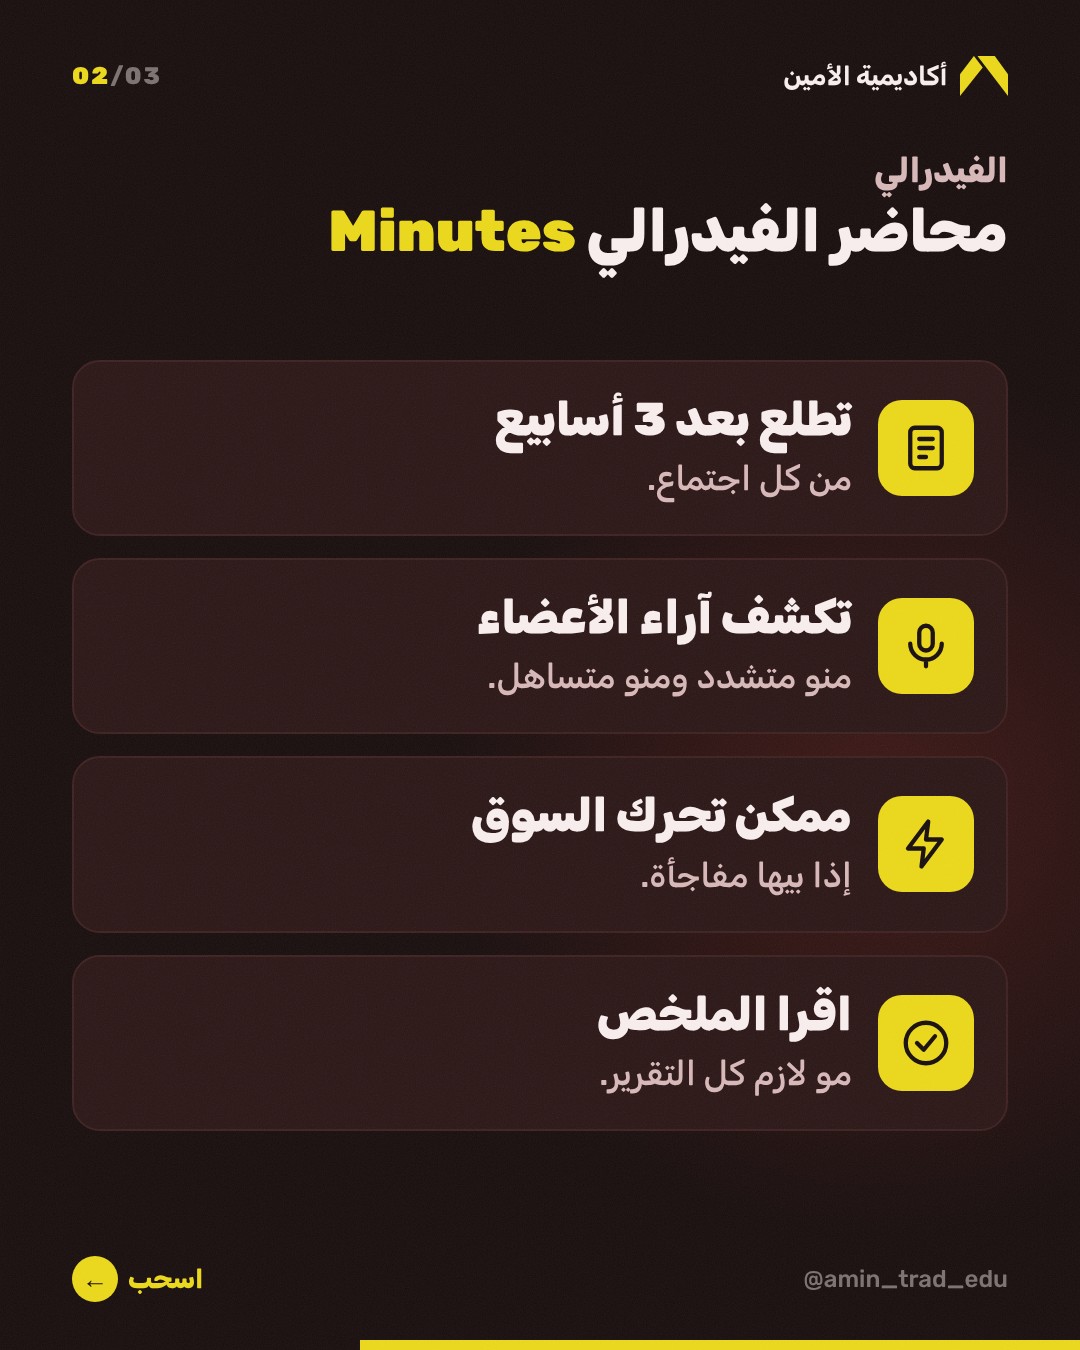 أكاديمية الأمين
02/03
الفيدرالي
محاضر الفيدرالي Minutes
تطلع بعد 3 أسابيع
من كل اجتماع.
تكشف آراء الأعضاء
منو متشدد ومنو متساهل.
ممكن تحرك السوق
إذا بيها مفاجأة.
اقرا الملخص
مو لازم كل التقرير.
@amin_trad_edu
اسحب ←